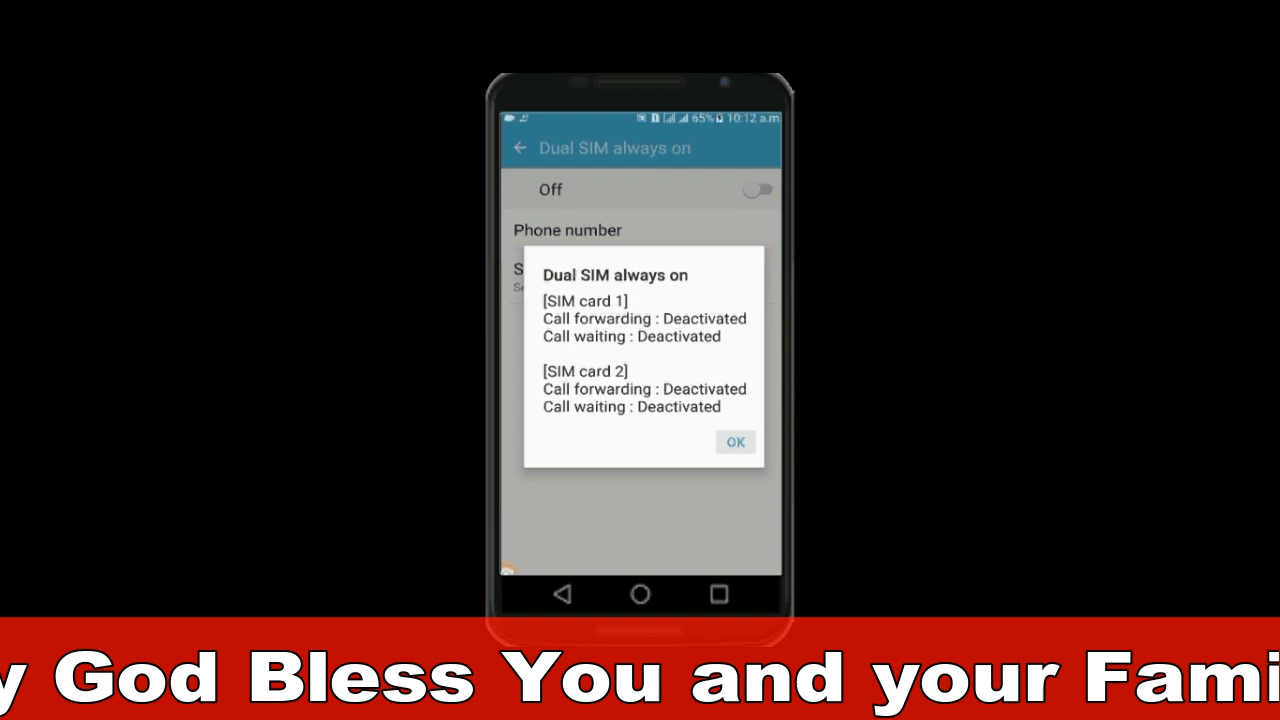 65% 10:12 a.m
Dual SIM always on
Off
Phone number
S
Dual SIM always on
[SIM card 1]
Call forwarding : Deactivated
Call waiting : Deactivated
[SIM card 2]
Call forwarding : Deactivated
Call waiting : Deactivated
OK
y God Bless You and your Fami